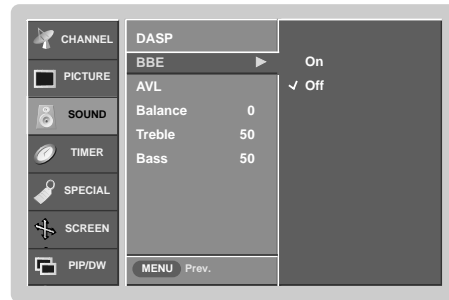 CHANNEL
PICTURE
SOUND
TIMER
SPECIAL
SCREEN
PIP/DW
DASP
BBE
AVL
Balance 0
Treble 50
Bass 50
MENU Prev.
On
Off